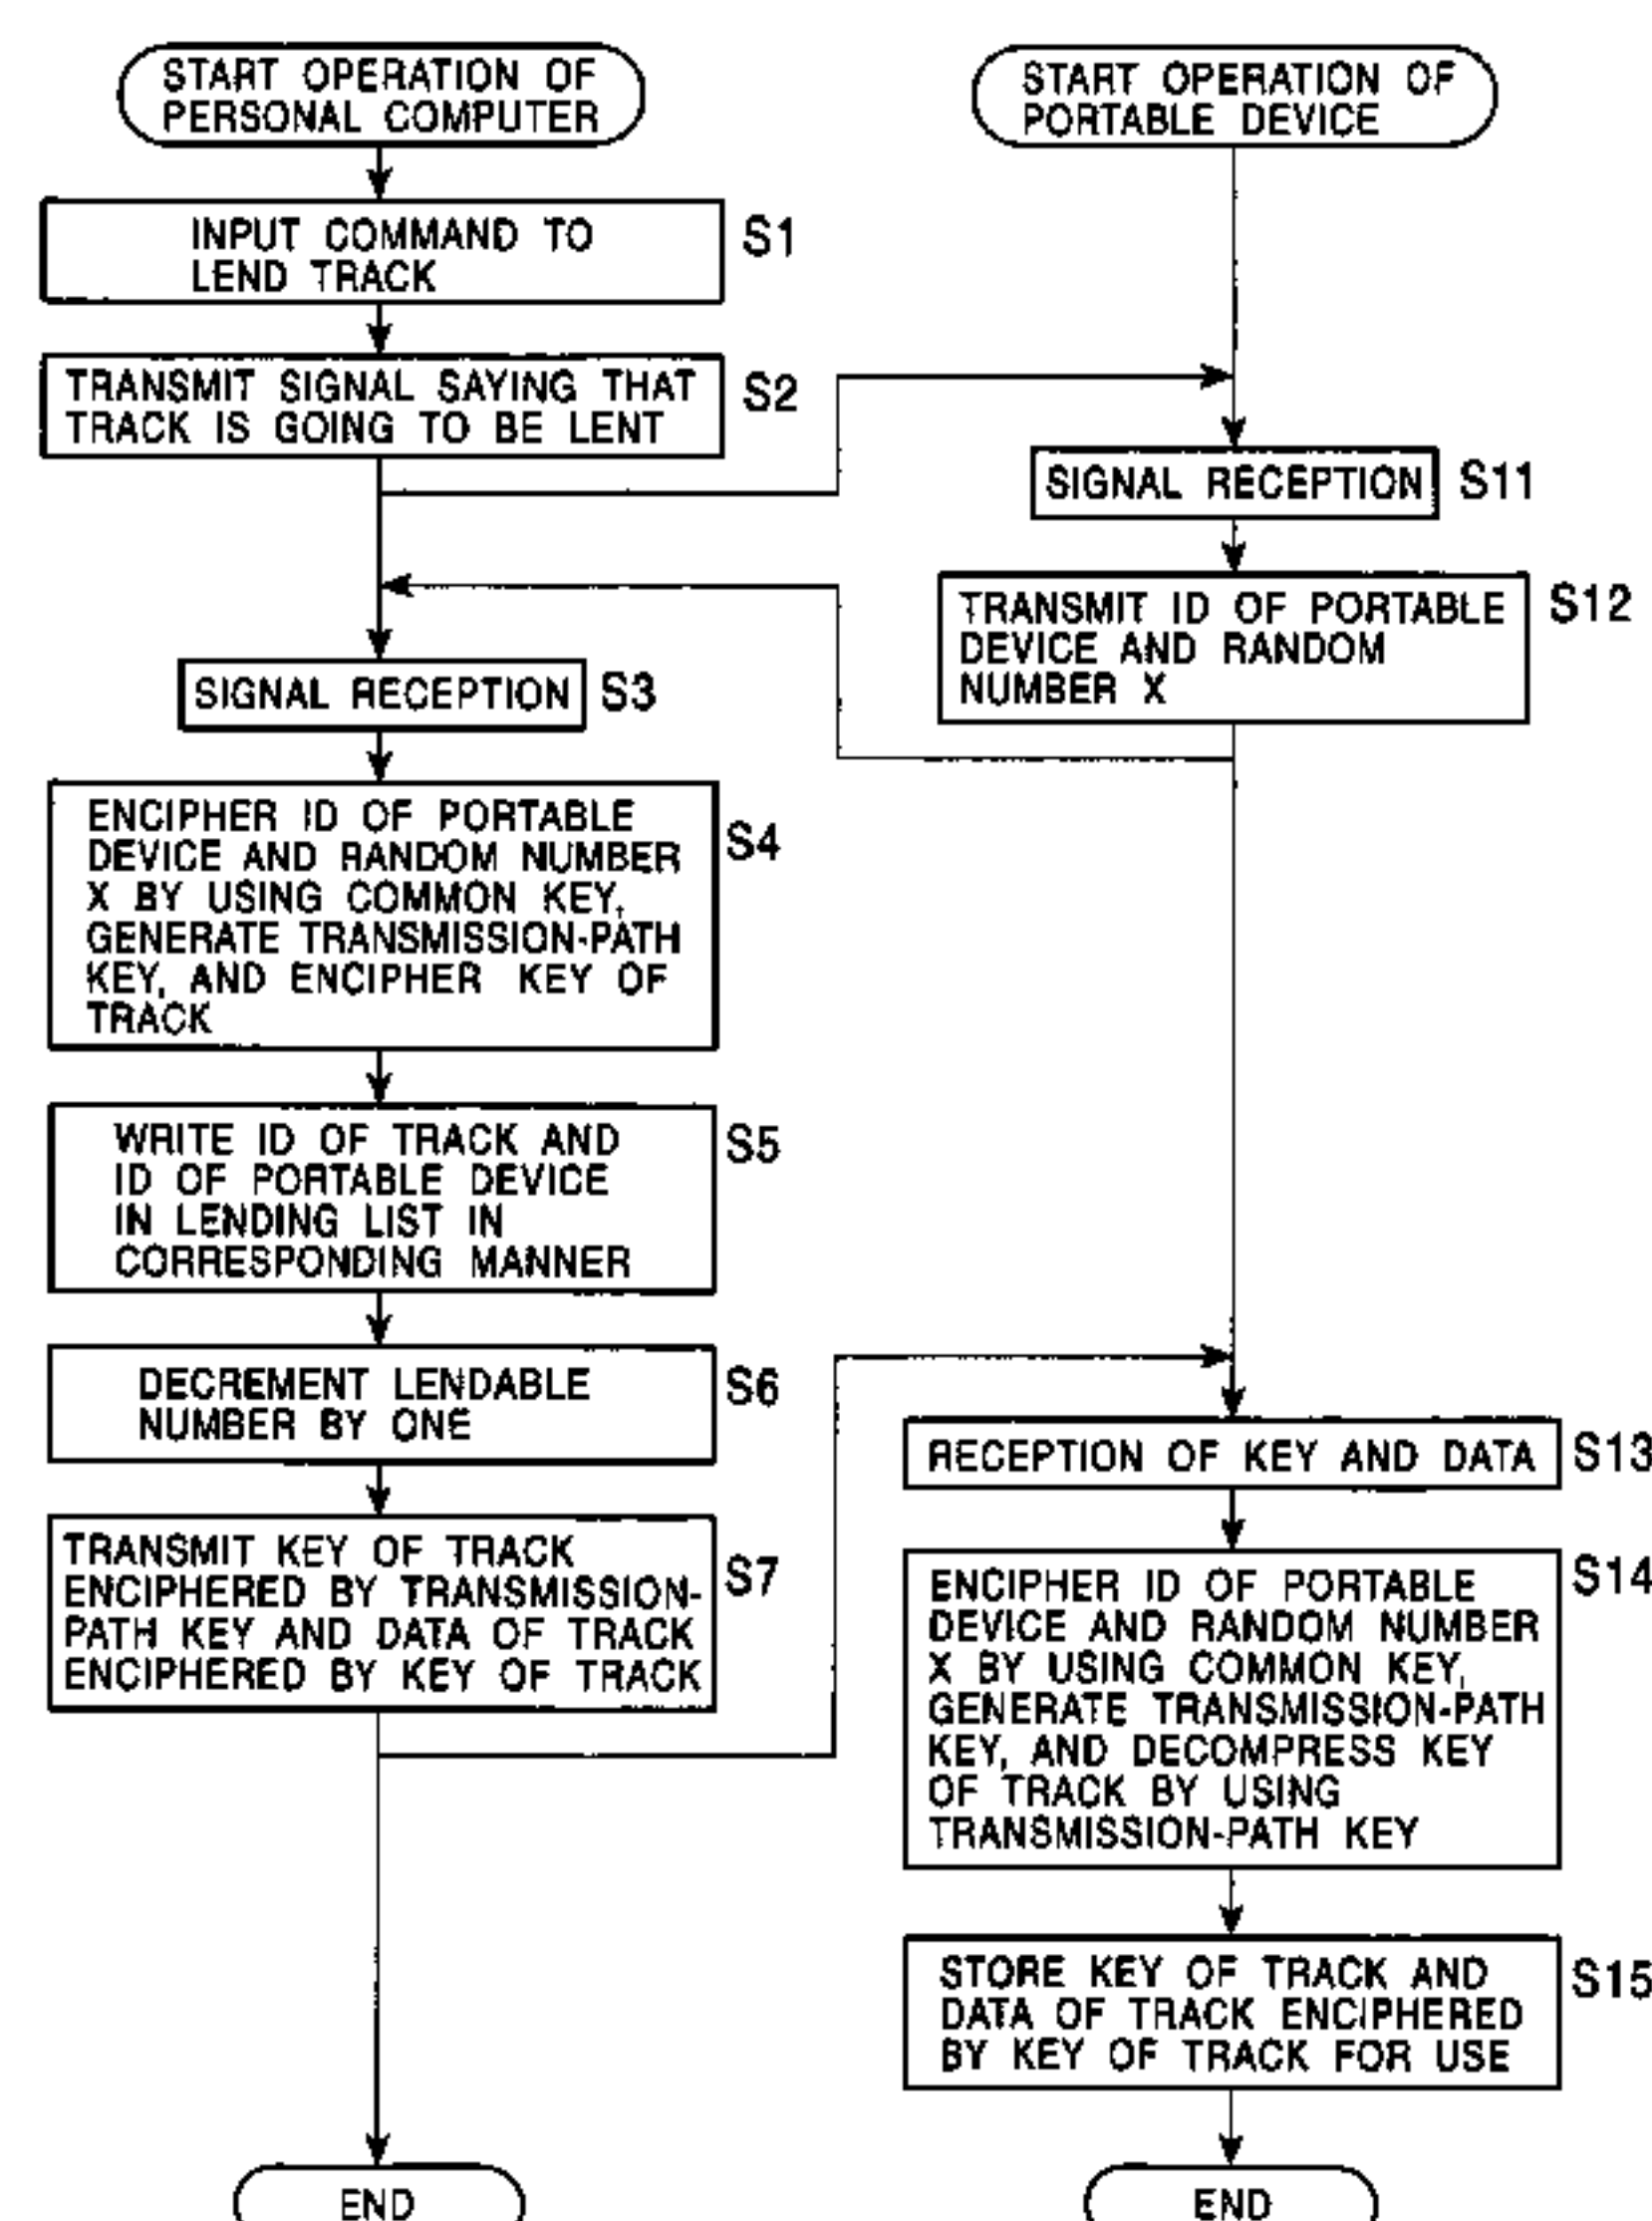 START OPERATION OF
PERSONAL COMPUTER
INPUT COMMAND TO
LEND TRACK
S1
TRANSMIT SIGNAL SAYING THAT
TRACK IS GOING TO BE LENT
S2
SIGNAL RECEPTION
S3
ENCIPHER ID OF PORTABLE
DEVICE AND RANDOM NUMBER
X BY USING COMMON KEY,
GENERATE TRANSMISSION-PATH
KEY, AND ENCIPHER KEY OF
TRACK
S4
WRITE ID OF TRACK AND
ID OF PORTABLE DEVICE
IN LENDING LIST IN
CORRESPONDING MANNER
S5
DECREMENT LENDABLE
NUMBER BY ONE
S6
TRANSMIT KEY OF TRACK
ENCIPHERED BY TRANSMISSION-
PATH KEY AND DATA OF TRACK
ENCIPHERED BY KEY OF TRACK
S7
END
START OPERATION OF
PORTABLE DEVICE
SIGNAL RECEPTION
S11
TRANSMIT ID OF PORTABLE
DEVICE AND RANDOM
NUMBER X
S12
RECEPTION OF KEY AND DATA
S13
ENCIPHER ID OF PORTABLE
DEVICE AND RANDOM NUMBER
X BY USING COMMON KEY,
GENERATE TRANSMISSION-PATH
KEY, AND DECOMPRESS KEY
OF TRACK BY USING
TRANSMISSION-PATH KEY
S14
STORE KEY OF TRACK AND
DATA OF TRACK ENCIPHERED
BY KEY OF TRACK FOR USE
S15
END